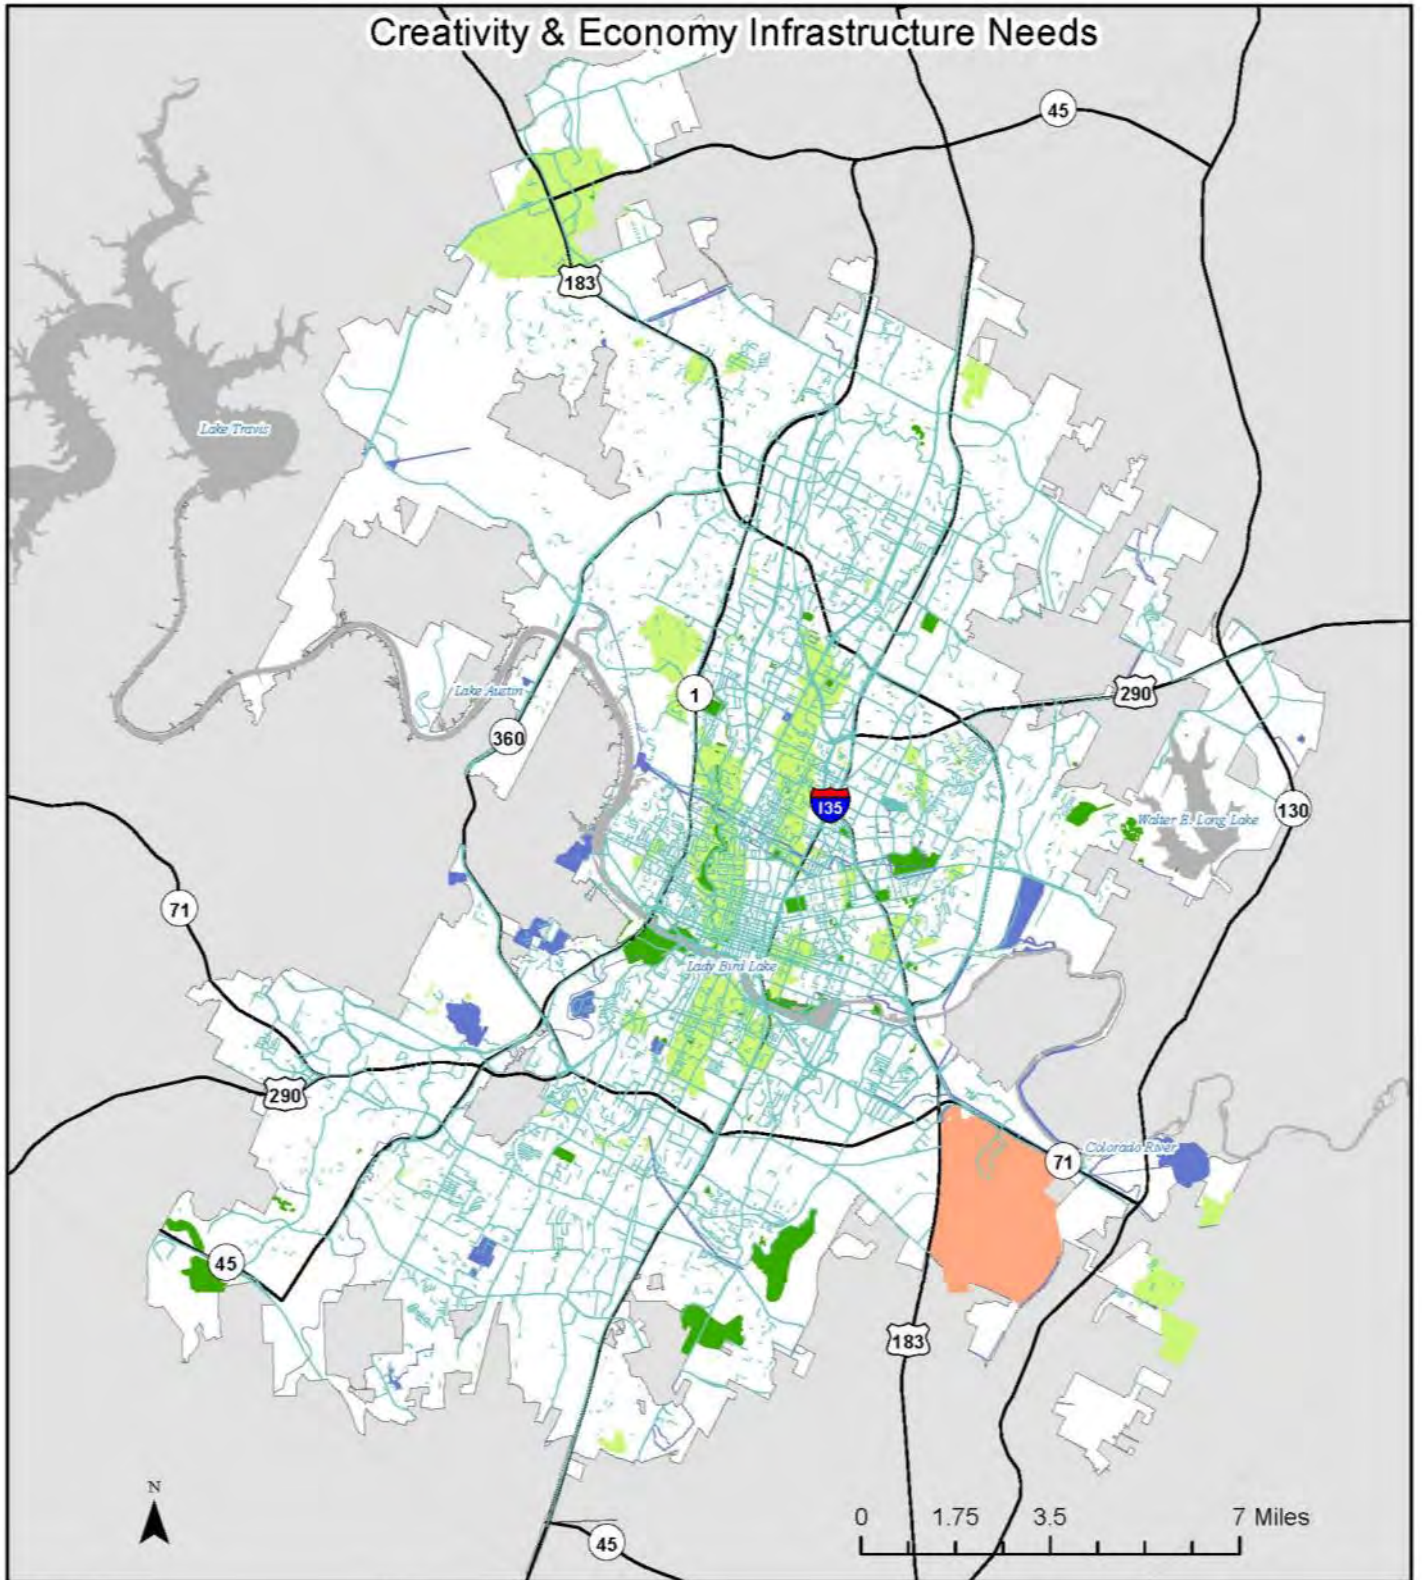 Creativity & Economy Infrastructure Needs
45
183
Lake Travis
290
1
Lake Austin
360
I35
130
Walter E. Long Lake
71
Lady Bird Lake
290
Colorado River
71
45
183
N
0 1.75 3.5 7 Miles
45